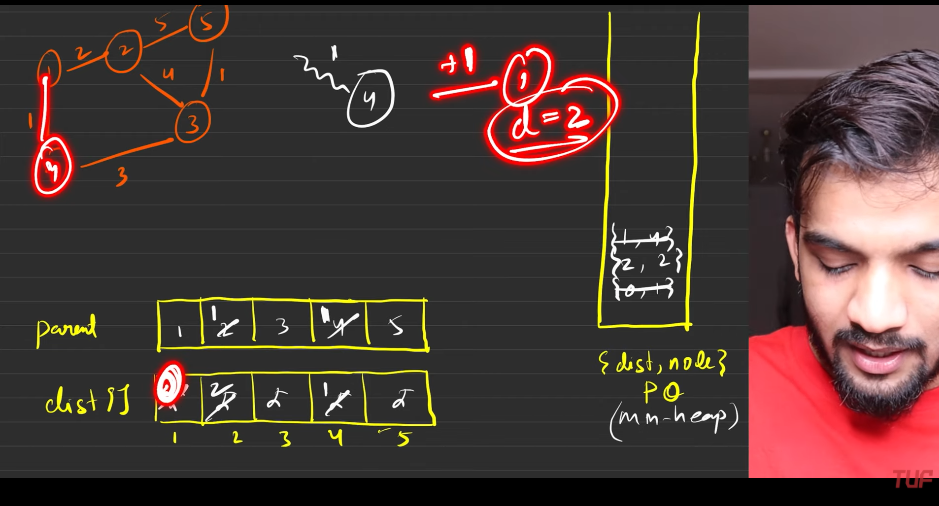 5
5
1 2 2
4
1
3
1
4
3
1
4
+1
1
d = 2
{1, 4}
{2, 2}
{0, 1}
parent
1 1 2 3 1 4 5
{dist, node}
PQ
(min-heap)
dist[]
2 1
1 2 3 4 5
TUF